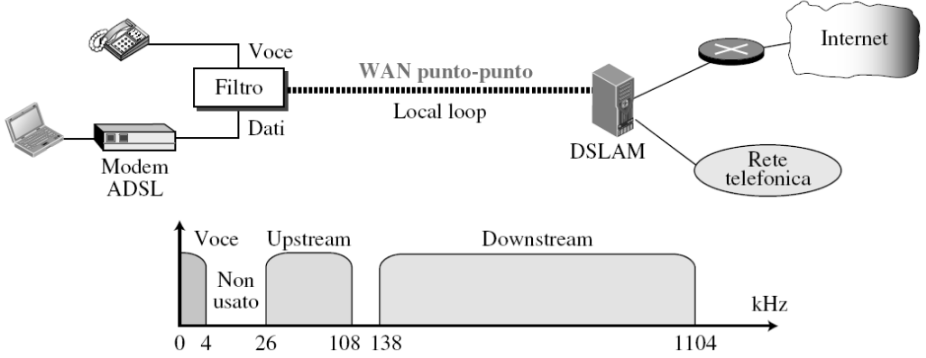 Voce
Internet
WAN punto-punto
Filtro
Local loop
Dati
DSLAM
Modem
ADSL
Rete
telefonica
Voce
Upstream
Downstream
Non
usato
kHz
0 4 26 108 138 1104